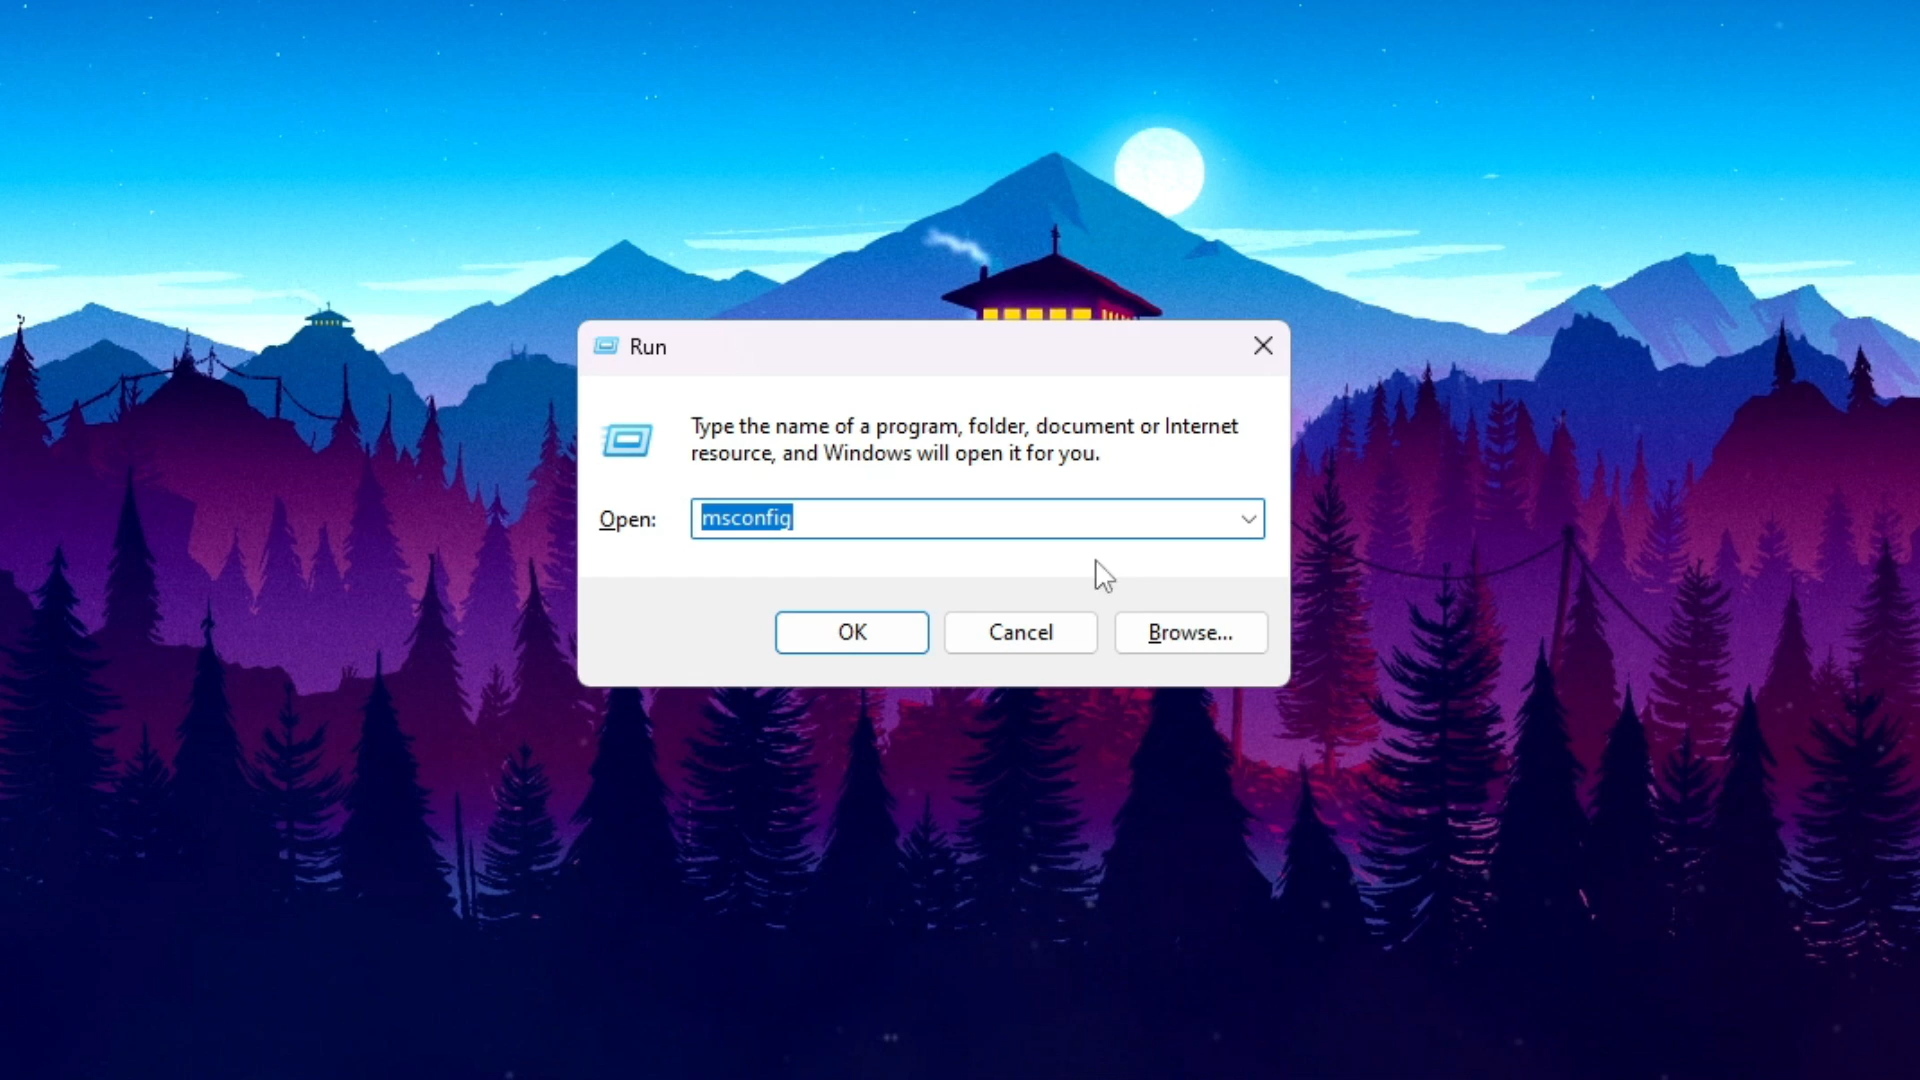 Run
Type the name of a program, folder, document or Internet
resource, and Windows will open it for you.
Open: msconfig
OK Cancel Browse...